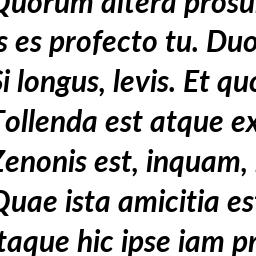 Quorum altera prosu
s es profecto tu. Duo
Si longus, levis. Et quo
Tollenda est atque ex
Zenonis est, inquam,
Quae ista amicitia es
taque hic ipse iam pr